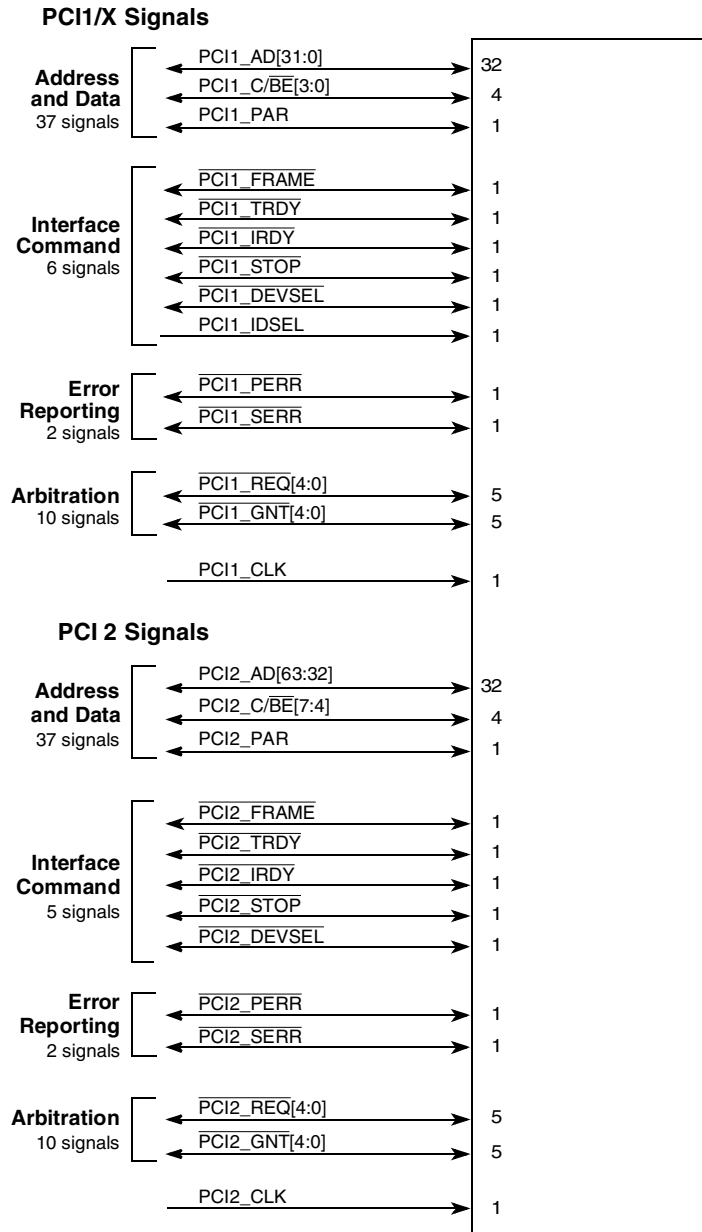 PCI1/X Signals
Address
and Data
37 signals
PCI1_AD[31:0]
32
PCI1_C/BE[3:0]
4
PCI1_PAR
1
Interface
Command
6 signals
PCI1_FRAME
1
PCI1_TRDY
1
PCI1_IRDY
1
PCI1_STOP
1
PCI1_DEVSEL
1
PCI1_IDSEL
1
Error
Reporting
2 signals
PCI1_PERR
1
PCI1_SERR
1
Arbitration
10 signals
PCI1_REQ[4:0]
5
PCI1_GNT[4:0]
5
PCI1_CLK
1
PCI 2 Signals
Address
and Data
37 signals
PCI2_AD[63:32]
32
PCI2_C/BE[7:4]
4
PCI2_PAR
1
Interface
Command
5 signals
PCI2_FRAME
1
PCI2_TRDY
1
PCI2_IRDY
1
PCI2_STOP
1
PCI2_DEVSEL
1
Error
Reporting
2 signals
PCI2_PERR
1
PCI2_SERR
1
Arbitration
10 signals
PCI2_REQ[4:0]
5
PCI2_GNT[4:0]
5
PCI2_CLK
1